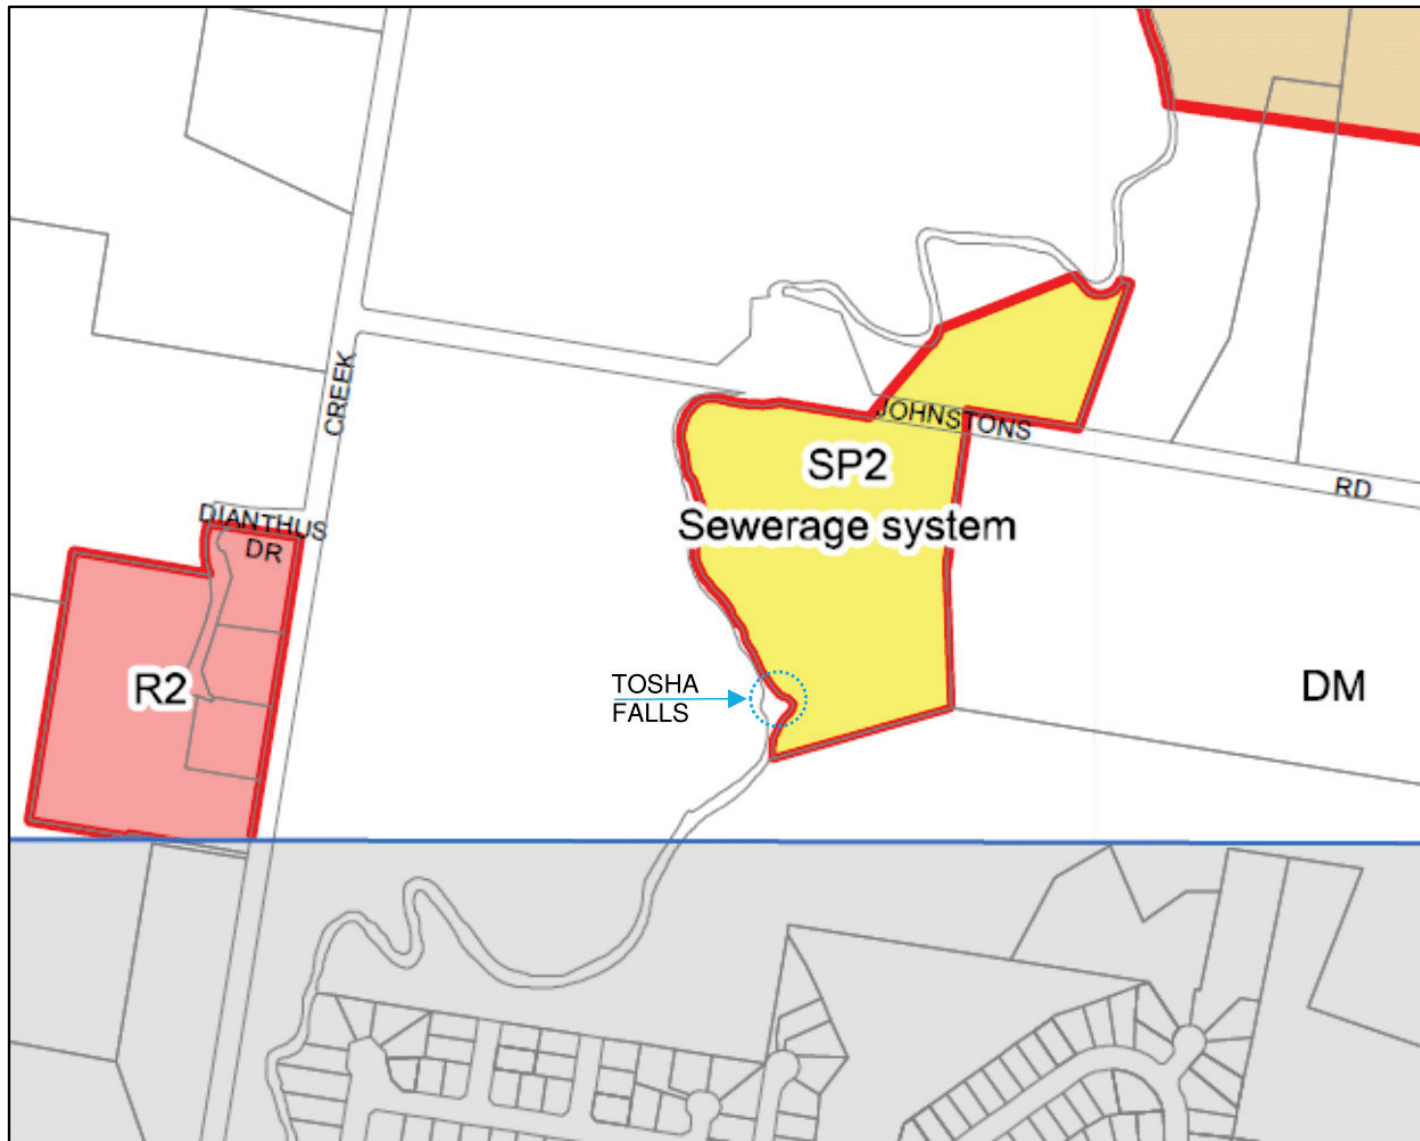 CREEK
JOHNSTONS
RD
SP2
Sewerage system
DIANTHUS
DR
R2
TOSHA
FALLS
DM